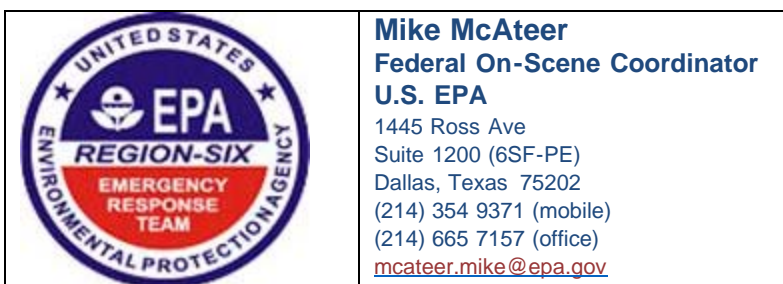 UNITED STATES
ENVIRONMENTAL PROTECTION AGENCY
EPA
REGION-SIX
EMERGENCY
RESPONSE
TEAM
Mike McAteer
Federal On-Scene Coordinator
U.S. EPA
1445 Ross Ave
Suite 1200 (6SF-PE)
Dallas, Texas 75202
(214) 354 9371 (mobile)
(214) 665 7157 (office)
mcateer.mike@epa.gov